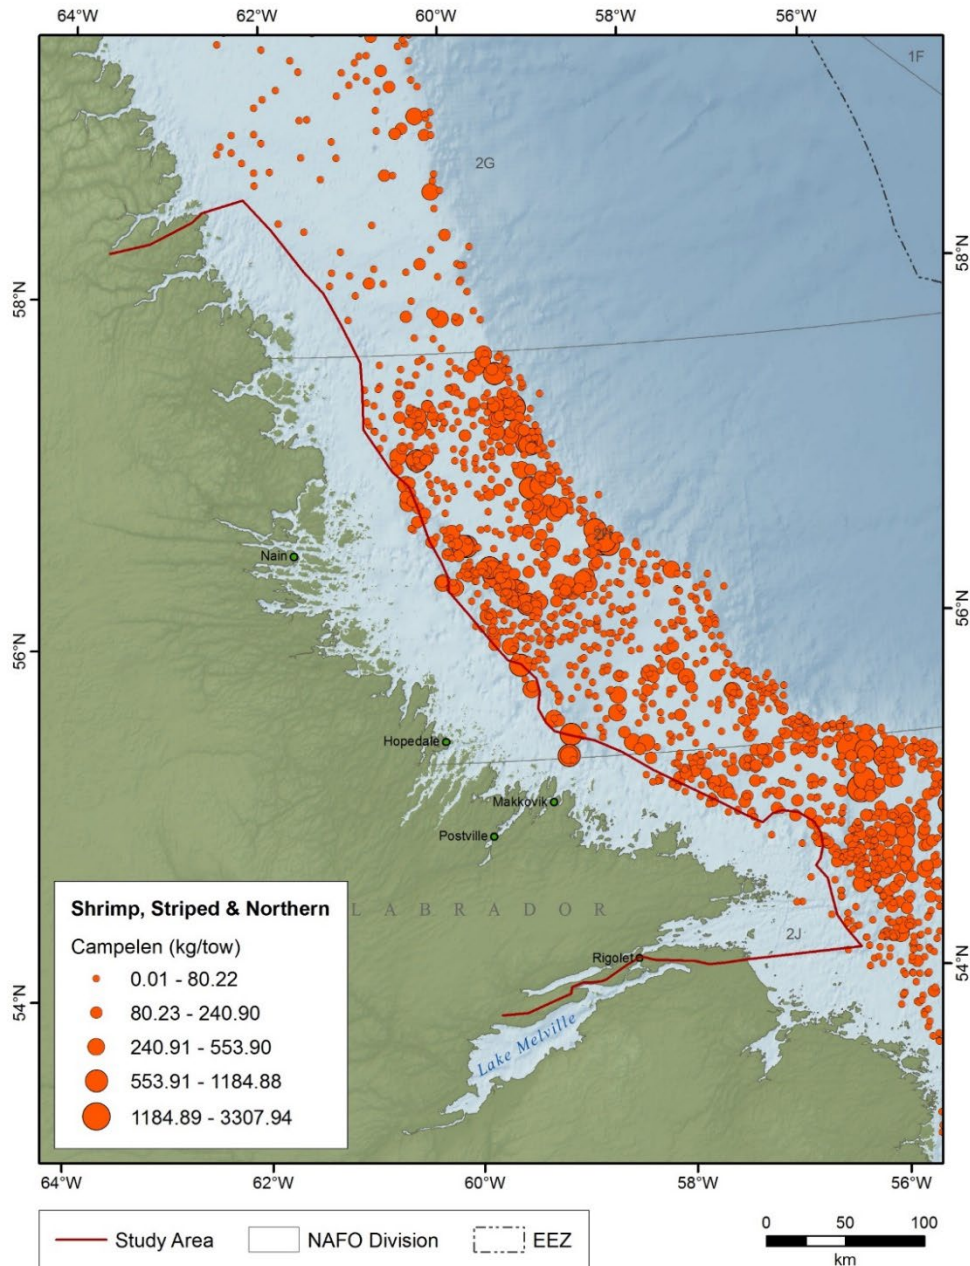 64°W 62°W 60°W 58°W 56°W
1F
2G
58°N 58°N
Nain
2H
56°N 56°N
Hopedale
Makkovik
Postville
LABRADOR
2J
Rigolet
54°N 54°N
Lake Melville
Shrimp, Striped & Northern
Campelen (kg/tow)
0.01 - 80.22
80.23 - 240.90
240.91 - 553.90
553.91 - 1184.88
1184.89 - 3307.94
64°W 62°W 60°W 58°W 56°W
Study Area NAFO Division EEZ
0 50 100
km